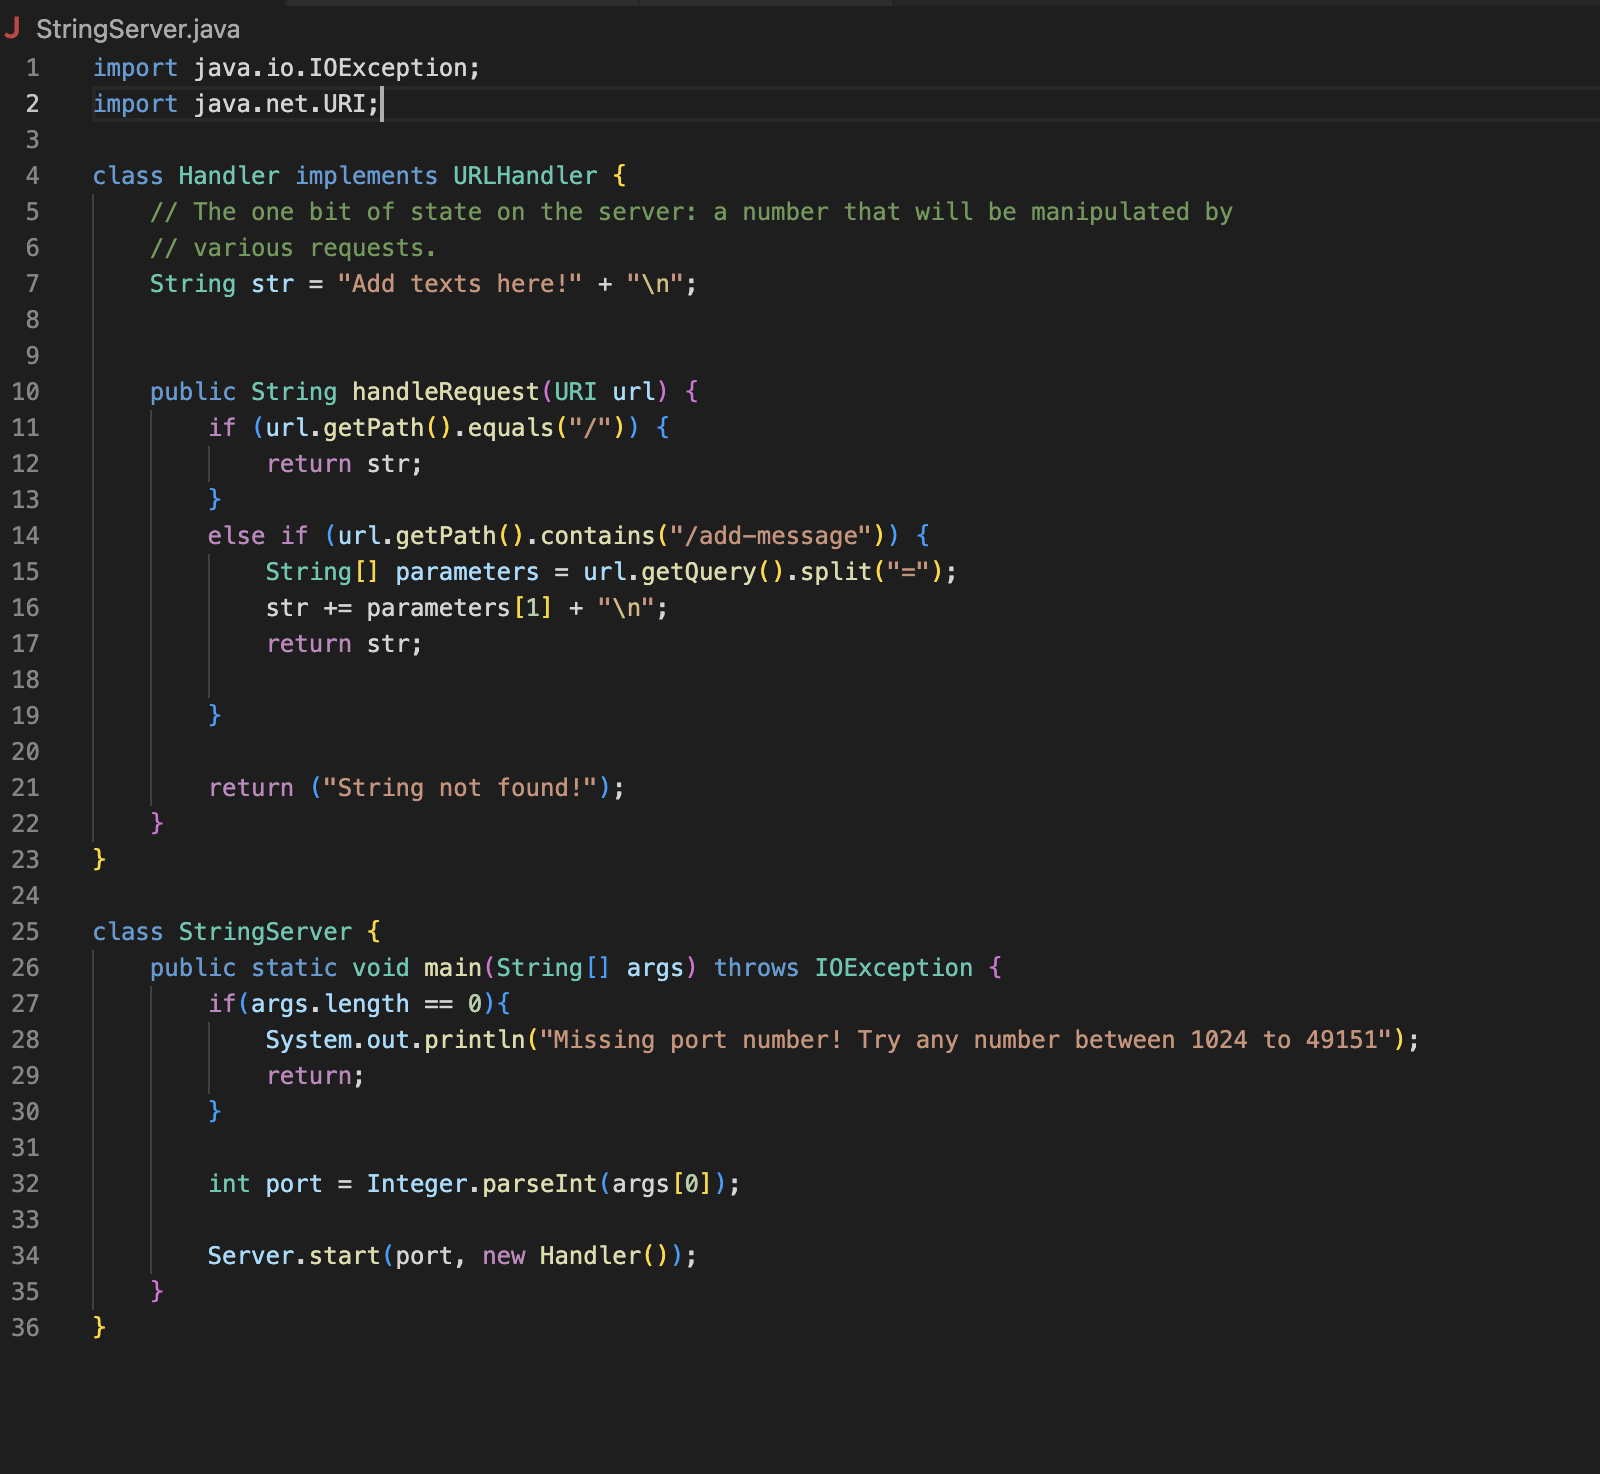 StringServer.java
1 import java.io.IOException;
2 import java.net.URI;
3
4 class Handler implements URLHandler {
5     // The one bit of state on the server: a number that will be manipulated by
6     // various requests.
7     String str = "Add texts here!" + "\n";
8
9
10     public String handleRequest(URI url) {
11         if (url.getPath().equals("/")) {
12             return str;
13         }
14         else if (url.getPath().contains("/add-message")) {
15             String[] parameters = url.getQuery().split("=");
16             str += parameters[1] + "\n";
17             return str;
18
19         }
20
21         return ("String not found!");
22     }
23 }
24
25 class StringServer {
26     public static void main(String[] args) throws IOException {
27         if(args.length == 0){
28             System.out.println("Missing port number! Try any number between 1024 to 49151");
29             return;
30         }
31
32         int port = Integer.parseInt(args[0]);
33
34         Server.start(port, new Handler());
35     }
36 }